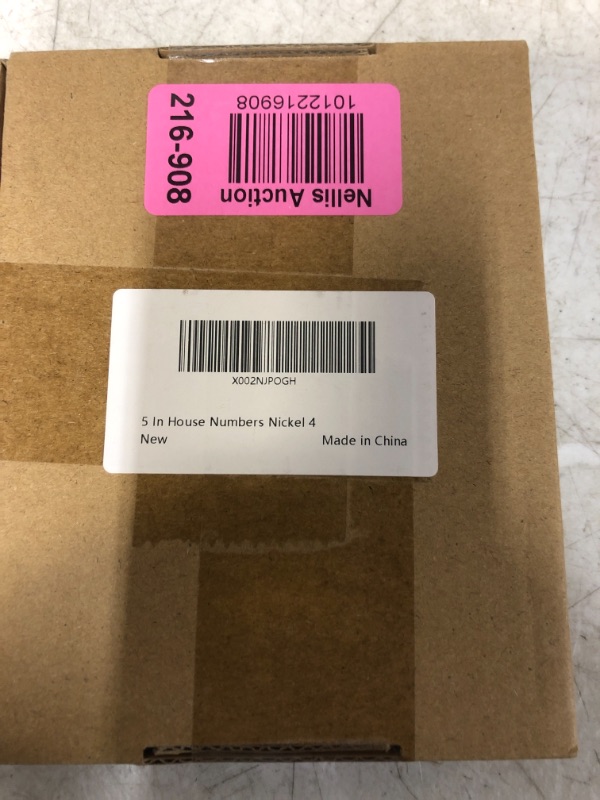 216-908
Nellis Auction
1012216908
X002NJPOGH
5 In House Numbers Nickel 4
New
Made in China